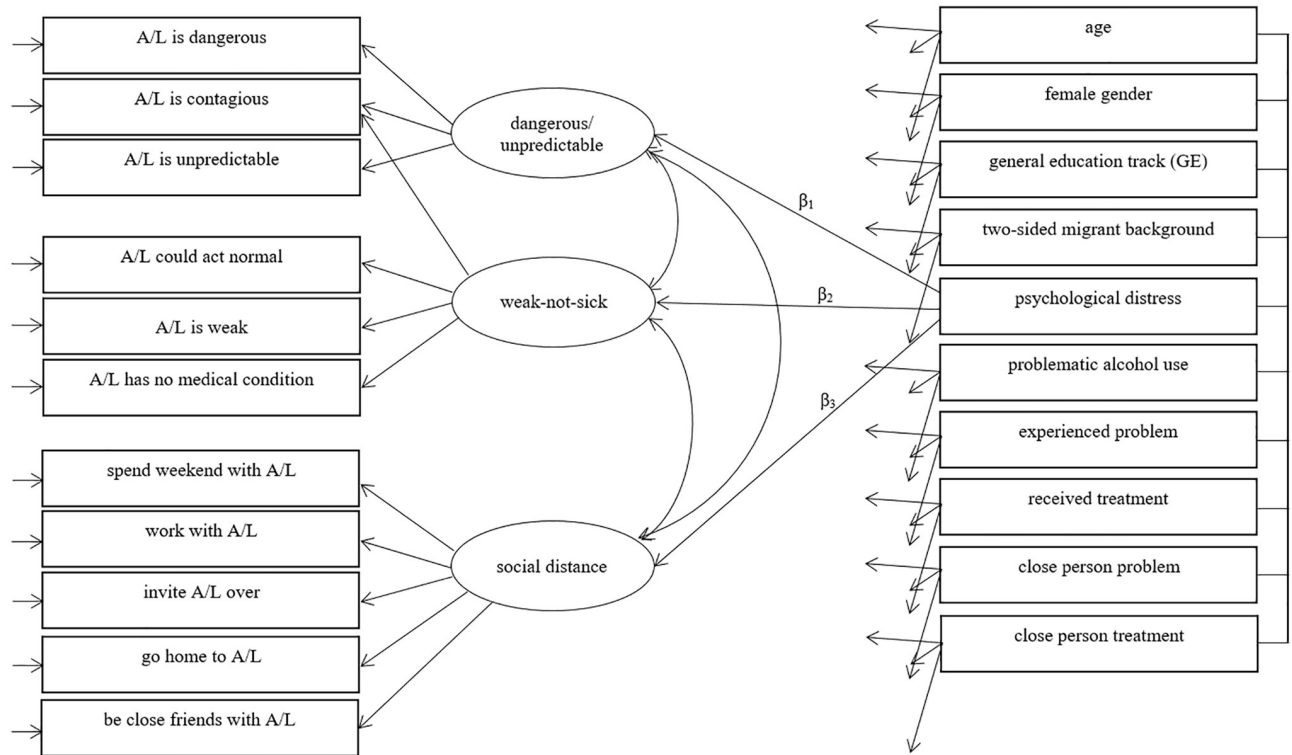 A/L is dangerous
A/L is contagious
A/L is unpredictable
A/L could act normal
A/L is weak
A/L has no medical condition
spend weekend with A/L
work with A/L
invite A/L over
go home to A/L
be close friends with A/L
dangerous/
unpredictable
weak-not-sick
social distance
β₁
β₂
β₃
age
female gender
general education track (GE)
two-sided migrant background
psychological distress
problematic alcohol use
experienced problem
received treatment
close person problem
close person treatment